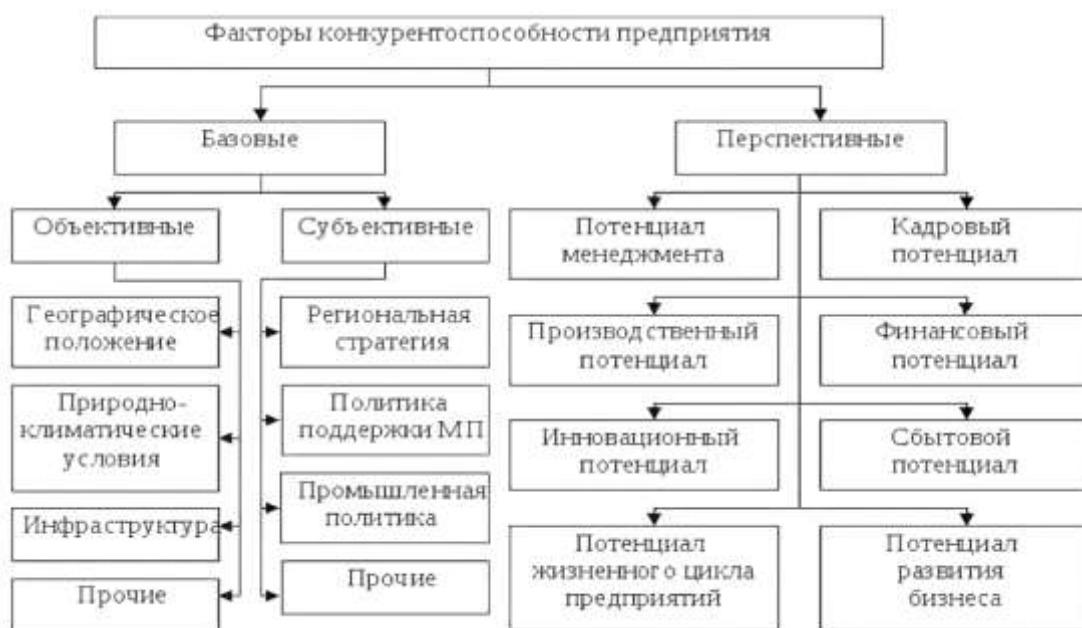 Факторы конкурентоспособности предприятия
Базовые
Перспективные
Объективные
Субъективные
Потенциал
менеджмента
Кадровый
потенциал
Географическое
положение
Региональная
стратегия
Производственный
потенциал
Финансовый
потенциал
Природно-
климатические
условия
Политика
поддержки МП
Инновационный
потенциал
Сбытовой
потенциал
Инфраструктура
Промышленная
политика
Потенциал
жизненного цикла
предприятий
Потенциал
развития
бизнеса
Прочие
Прочие